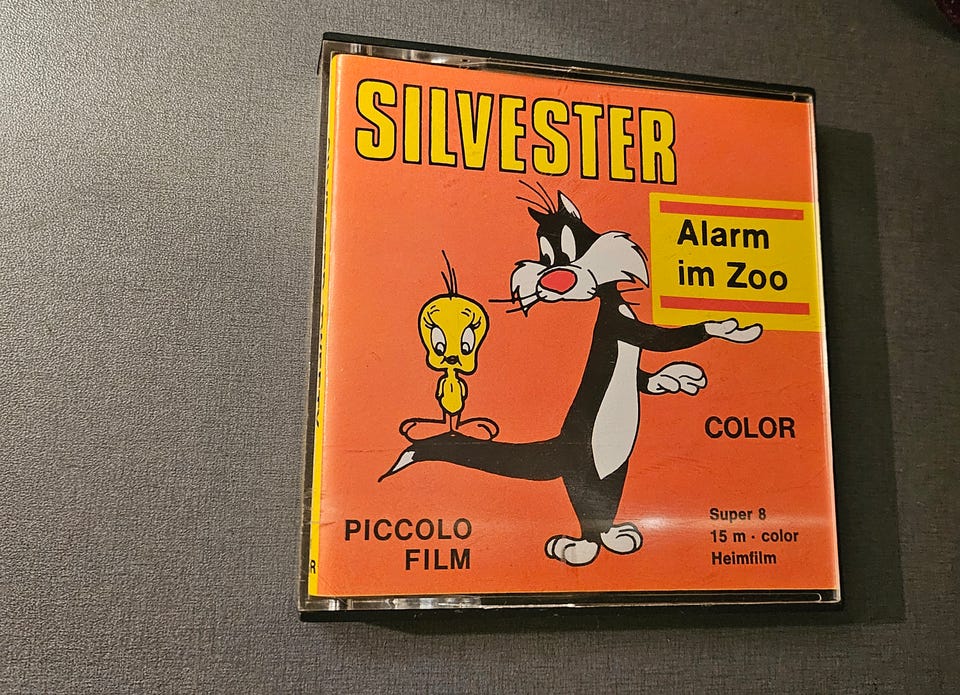 SILVESTER
Alarm
im Zoo
COLOR
PICCOLO
FILM
Super 8
15 m · color
Heimfilm
R